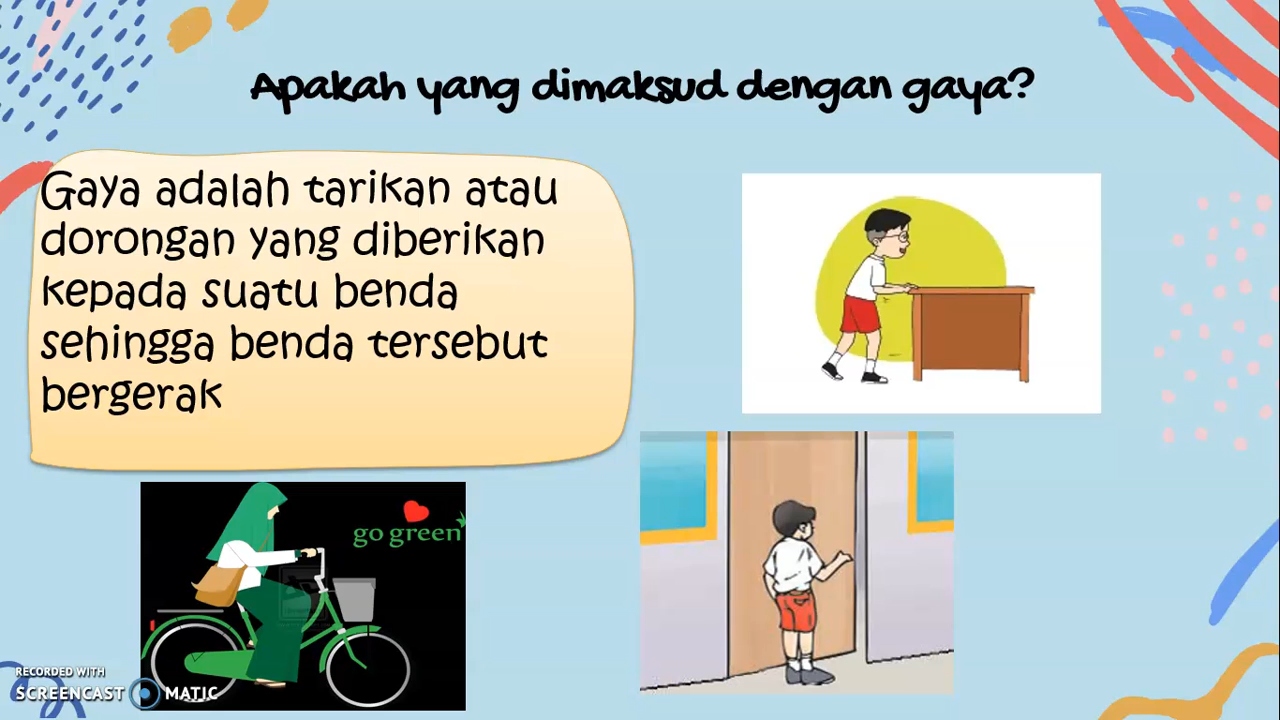 Apakah yang dimaksud dengan gaya?
Gaya adalah tarikan atau
dorongan yang diberikan
kepada suatu benda
sehingga benda tersebut
bergerak
go green
RECORDED WITH
SCREENCAST MATIC